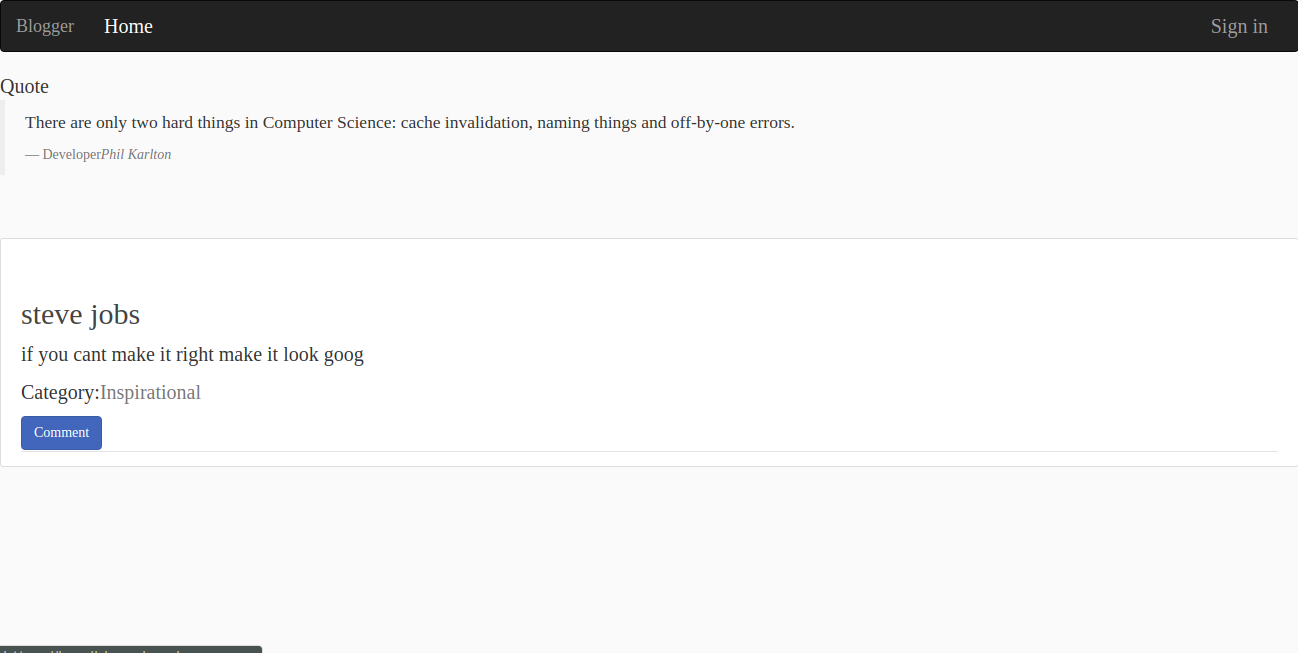 Blogger Home Sign in
Quote
There are only two hard things in Computer Science: cache invalidation, naming things and off-by-one errors.
— DeveloperPhil Karlton
steve jobs
if you cant make it right make it look goog
Category:Inspirational
Comment